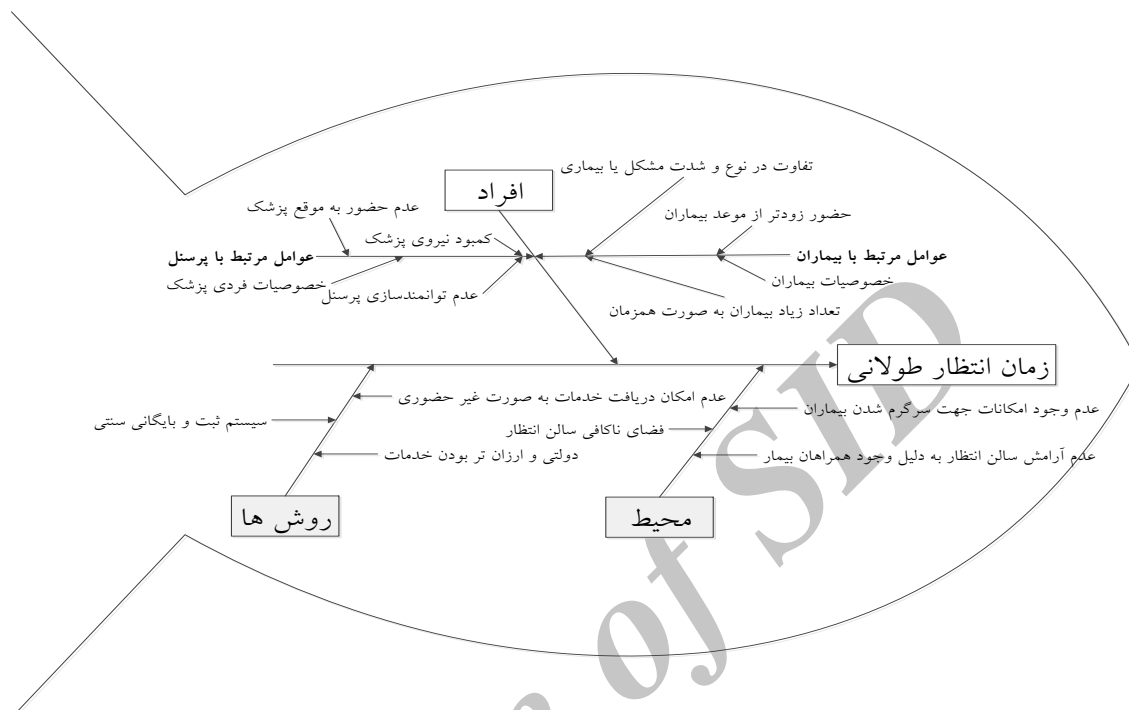 تفاوت در نوع و شدت مشکل یا بیماری
افراد
حضور زودتر از موعد بیماران
عدم حضور به موقع پزشک
کمبود نیروی پزشک
عوامل مرتبط با بیماران
عوامل مرتبط با پرسنل
خصوصیات بیماران
خصوصیات فردی پزشک
عدم توانمندسازی پرسنل
تعداد زیاد بیماران به صورت همزمان
زمان انتظار طولانی
عدم امکان دریافت خدمات به صورت غیر حضوری
عدم وجود امکانات جهت سرگرم شدن بیماران
سیستم ثبت و بایگانی سنتی
فضای ناکافی سالن انتظار
دولتی و ارزان تر بودن خدمات
عدم آرامش سالن انتظار به دلیل وجود همراهان بیمار
روش ها
محیط
of SID